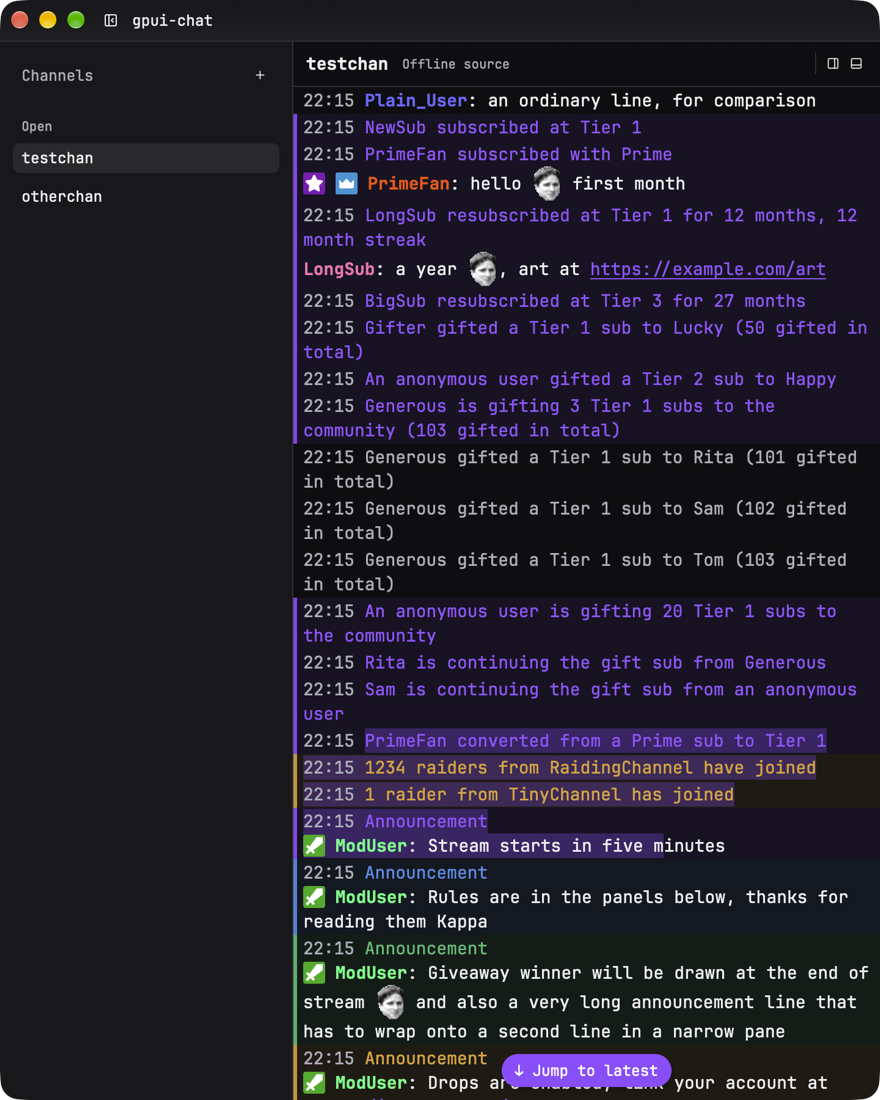 gpui-chat
Channels +
Open
testchan
otherchan
testchan Offline source
22:15 Plain_User: an ordinary line, for comparison
22:15 NewSub subscribed at Tier 1
22:15 PrimeFan subscribed with Prime
PrimeFan: hello first month
22:15 LongSub resubscribed at Tier 1 for 12 months, 12
month streak
LongSub: a year , art at https://example.com/art
22:15 BigSub resubscribed at Tier 3 for 27 months
22:15 Gifter gifted a Tier 1 sub to Lucky (50 gifted in
total)
22:15 An anonymous user gifted a Tier 2 sub to Happy
22:15 Generous is gifting 3 Tier 1 subs to the
community (103 gifted in total)
22:15 Generous gifted a Tier 1 sub to Rita (101 gifted
in total)
22:15 Generous gifted a Tier 1 sub to Sam (102 gifted
in total)
22:15 Generous gifted a Tier 1 sub to Tom (103 gifted
in total)
22:15 An anonymous user is gifting 20 Tier 1 subs to
the community
22:15 Rita is continuing the gift sub from Generous
22:15 Sam is continuing the gift sub from an anonymous
user
22:15 PrimeFan converted from a Prime sub to Tier 1
22:15 1234 raiders from RaidingChannel have joined
22:15 1 raider from TinyChannel has joined
22:15 Announcement
ModUser: Stream starts in five minutes
22:15 Announcement
ModUser: Rules are in the panels below, thanks for
reading them Kappa
22:15 Announcement
ModUser: Giveaway winner will be drawn at the end of
stream and also a very long announcement line that
has to wrap onto a second line in a narrow pane
22:15 Announcement
ModUser: Drops your account at
↓ Jump to latest